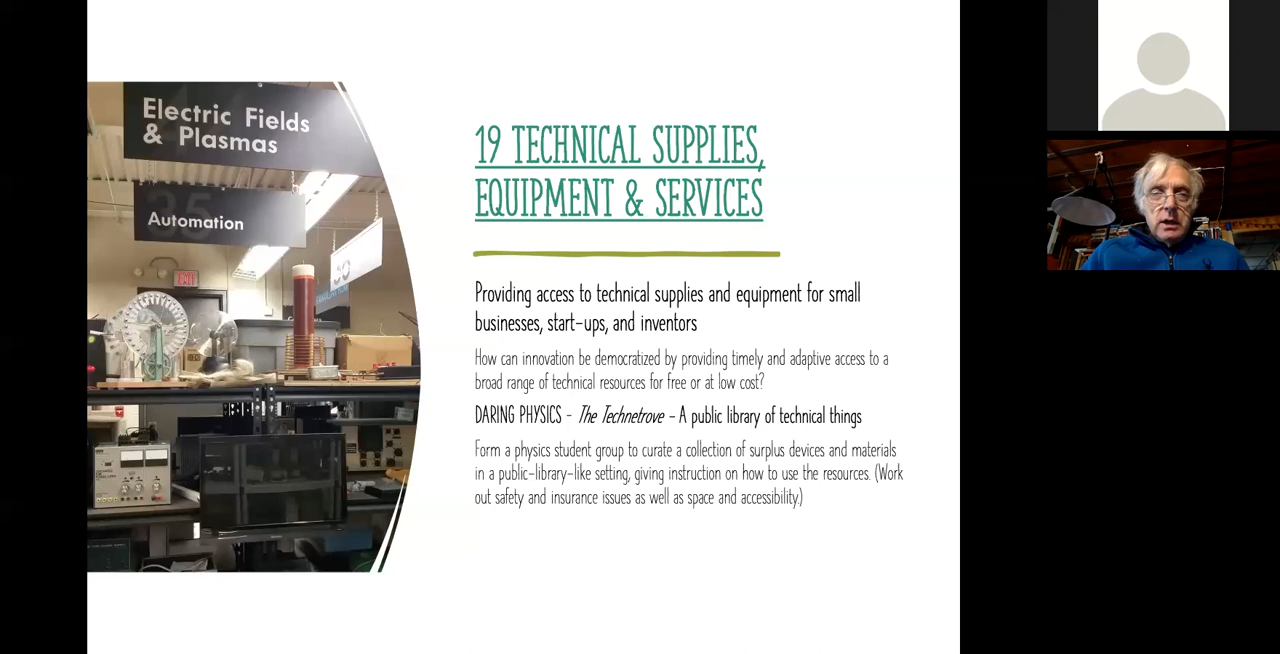 Electric Fields
& Plasmas
35
Automation
EXIT
19 TECHNICAL SUPPLIES,
EQUIPMENT & SERVICES
Providing access to technical supplies and equipment for small
businesses, start-ups, and inventors
How can innovation be democratized by providing timely and adaptive access to a
broad range of technical resources for free or at low cost?
DARING PHYSICS - The Technetrove - A public library of technical things
Form a physics student group to curate a collection of surplus devices and materials
in a public-library-like setting, giving instruction on how to use the resources. (Work
out safety and insurance issues as well as space and accessibility.)